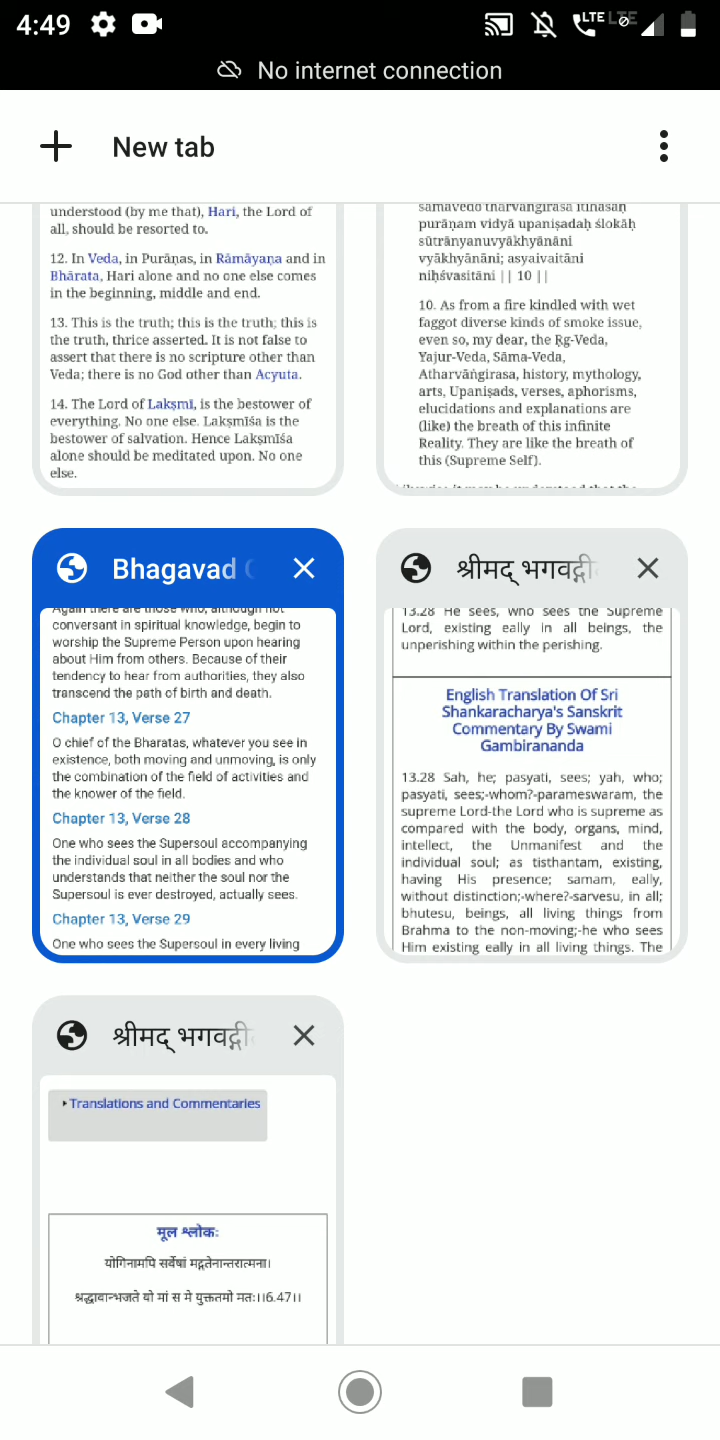 4:49
LTE LTE
No internet connection
New tab
understood (by me that), Hari, the Lord of
all, should be resorted to.
12. In Veda, in Purāṇas, in Rāmāyaṇa and in
Bhārata, Hari alone and no one else comes
in the beginning, middle and end.
13. This is the truth; this is the truth; this is
the truth, thrice asserted. It is not false to
assert that there is no scripture other than
Veda; there is no God other than Acyuta.
14. The Lord of Lakṣmī, is the bestower of
everything. No one else. Lakṣmīśa is the
bestower of salvation. Hence Lakṣmīśa
alone should be meditated upon. No one
else.
purāṇam vidyā upaniṣadaḥ ślokāḥ
sūtrānyanuvyākhyānāni
vyākhyānāni; asyaivaitāni
niḥśvasitāni || 10 ||
10. As from a fire kindled with wet
faggot diverse kinds of smoke issue,
even so, my dear, the Ṛg-Veda,
Yajur-Veda, Sāma-Veda,
Atharvāṅgirasa, history, mythology,
arts, Upaniṣads, verses, aphorisms,
elucidations and explanations are
(like) the breath of this infinite
Reality. They are like the breath of
this (Supreme Self).
Bhagavad
Again there are those who, although not
conversant in spiritual knowledge, begin to
worship the Supreme Person upon hearing
about Him from others. Because of their
tendency to hear from authorities, they also
transcend the path of birth and death.
Chapter 13, Verse 27
O chief of the Bharatas, whatever you see in
existence, both moving and unmoving, is only
the combination of the field of activities and
the knower of the field.
Chapter 13, Verse 28
One who sees the Supersoul accompanying
the individual soul in all bodies and who
understands that neither the soul nor the
Supersoul is ever destroyed, actually sees.
Chapter 13, Verse 29
One who sees the Supersoul in every living
श्रीमद् भगवद्गी
13.28 He sees, who sees the Supreme
Lord, existing eally in all beings, the
unperishing within the perishing.
English Translation Of Sri
Shankaracharya's Sanskrit
Commentary By Swami
Gambirananda
13.28 Sah, he; pasyati, sees; yah, who;
pasyati, sees;-whom?-parameswaram, the
supreme Lord-the Lord who is supreme as
compared with the body, organs, mind,
intellect, the Unmanifest and the
individual soul; as tisthantam, existing,
having His presence; samam, eally,
without distinction;-where?-sarvesu, in all;
bhutesu, beings, all living things from
Brahma to the non-moving;-he who sees
Him existing eally in all living things. The
श्रीमद् भगवद्गी
Translations and Commentaries
मूल श्लोकः
योगिनामपि सर्वेषां मद्गतेनान्तरात्मना।
श्रद्धावान्भजते यो मां स मे युक्ततमो मतः।।6.47।।